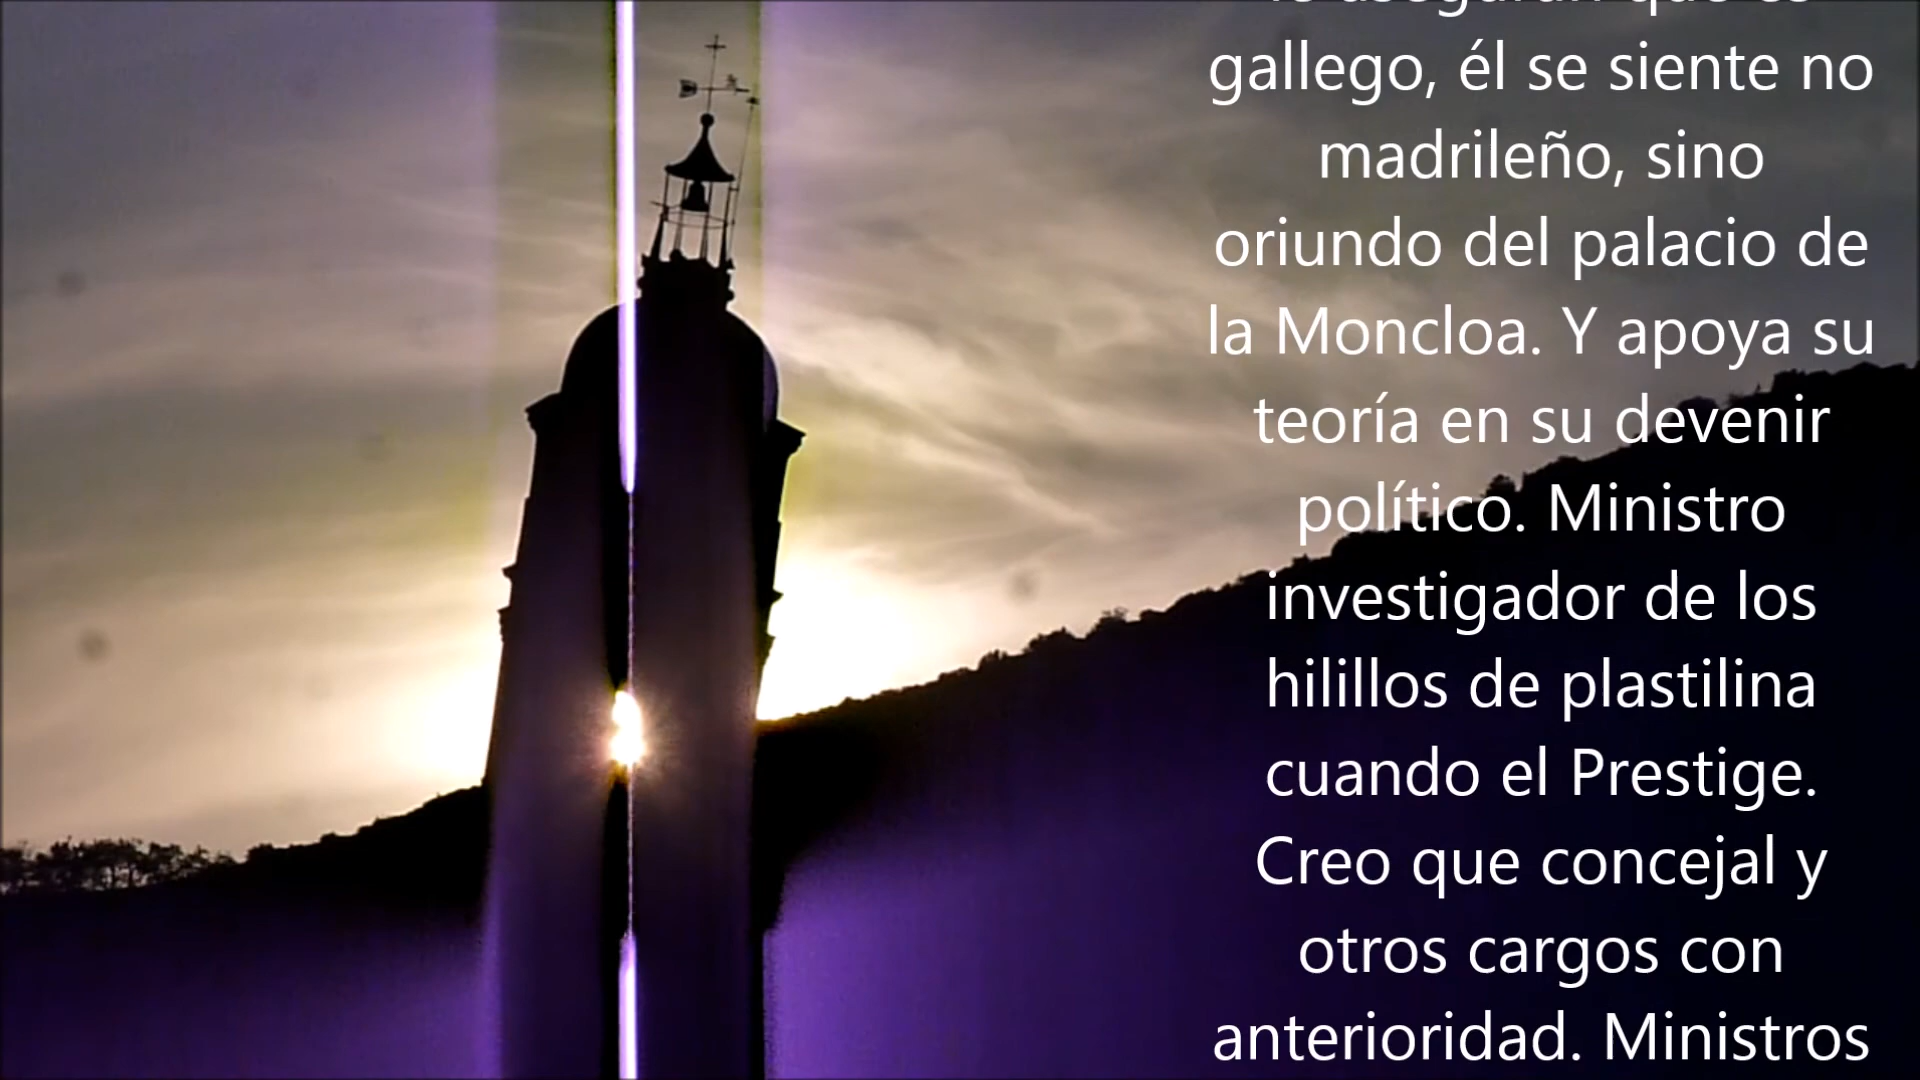 que es
gallego, él se siente no
madrileño, sino
oriundo del palacio de
la Moncloa. Y apoya su
teoría en su devenir
político. Ministro
investigador de los
hilillos de plastilina
cuando el Prestige.
Creo que concejal y
otros cargos con
anterioridad. Ministros